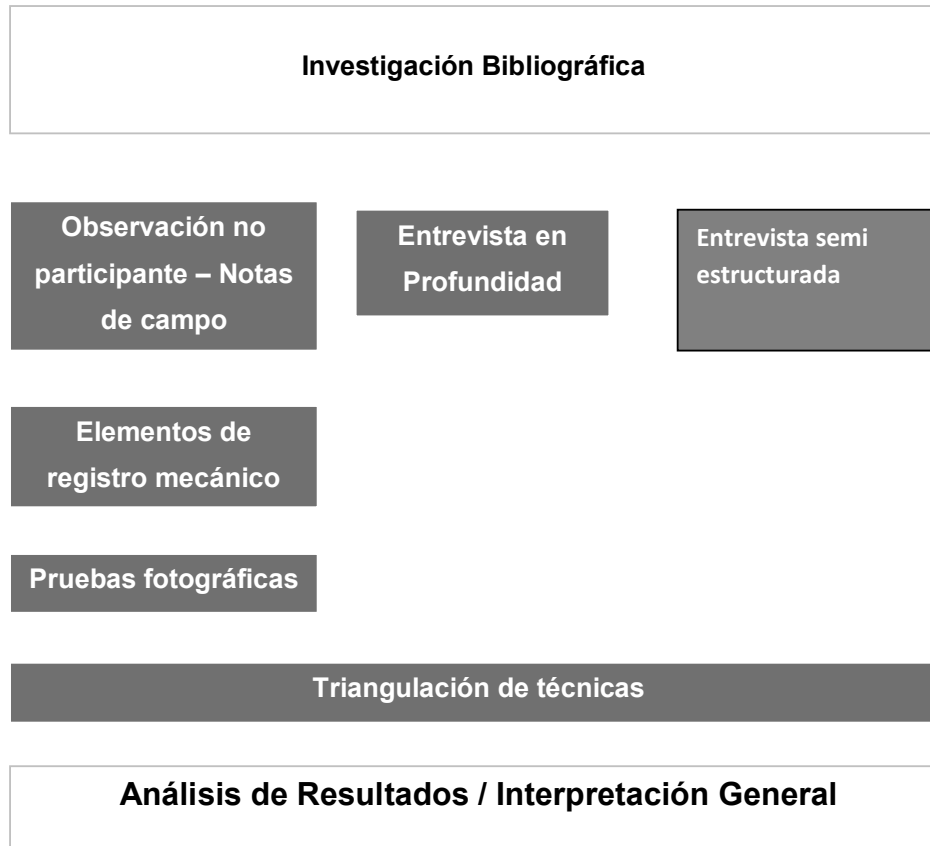 Investigación Bibliográfica
Observación no
participante – Notas
de campo
Entrevista en
Profundidad
Entrevista semi
estructurada
Elementos de
registro mecánico
Pruebas fotográficas
Triangulación de técnicas
Análisis de Resultados / Interpretación General